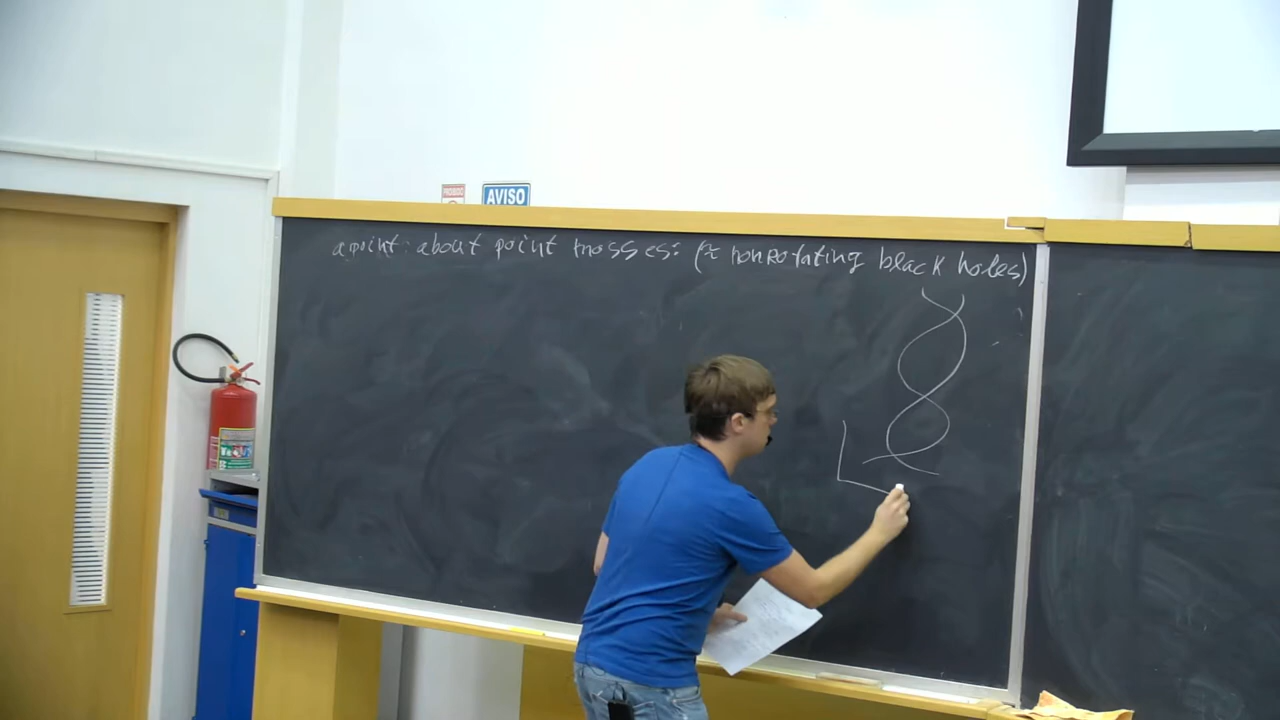 AVISO
a point: about point masses: (≈ nonrotating black holes)